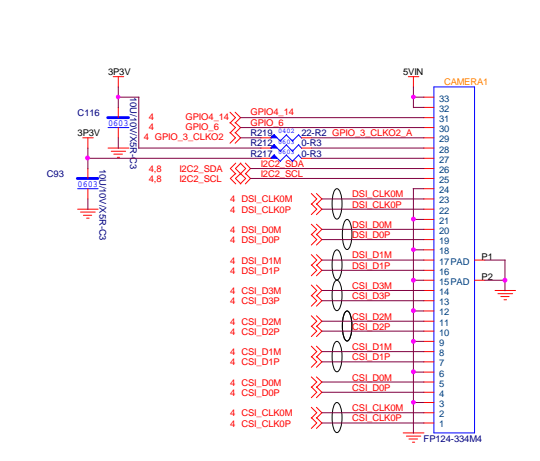 3P3V
5VIN
CAMERA1
C116
10U/10V/X5R-C3
0603
33
32
4 GPIO4_14 GPIO4_14 31
4 GPIO_6 GPIO_6 30
4 GPIO_3_CLKO2 R219 0402 22-R2 GPIO_3_CLKO2_A 29
R212 0-R3 28
3P3V
R217 0-R3 27
4,8 I2C2_SDA I2C2_SDA 26
4,8 I2C2_SCL I2C2_SCL 25
C93
0603
10U/10V/X5R-C3
24
4 DSI_CLK0M DSI_CLK0M 23
4 DSI_CLK0P DSI_CLK0P 22
21
4 DSI_D0M DSI_D0M 20
4 DSI_D0P DSI_D0P 19
18
4 DSI_D1M DSI_D1M 17 PAD P1
4 DSI_D1P DSI_D1P 16
15 PAD P2
4 CSI_D3M CSI_D3M 14
4 CSI_D3P CSI_D3P 13
12
4 CSI_D2M CSI_D2M 11
4 CSI_D2P CSI_D2P 10
9
4 CSI_D1M CSI_D1M 8
4 CSI_D1P CSI_D1P 7
6
4 CSI_D0M CSI_D0M 5
4 CSI_D0P CSI_D0P 4
3
4 CSI_CLK0M CSI_CLK0M 2
4 CSI_CLK0P CSI_CLK0P 1
FP124-334M4